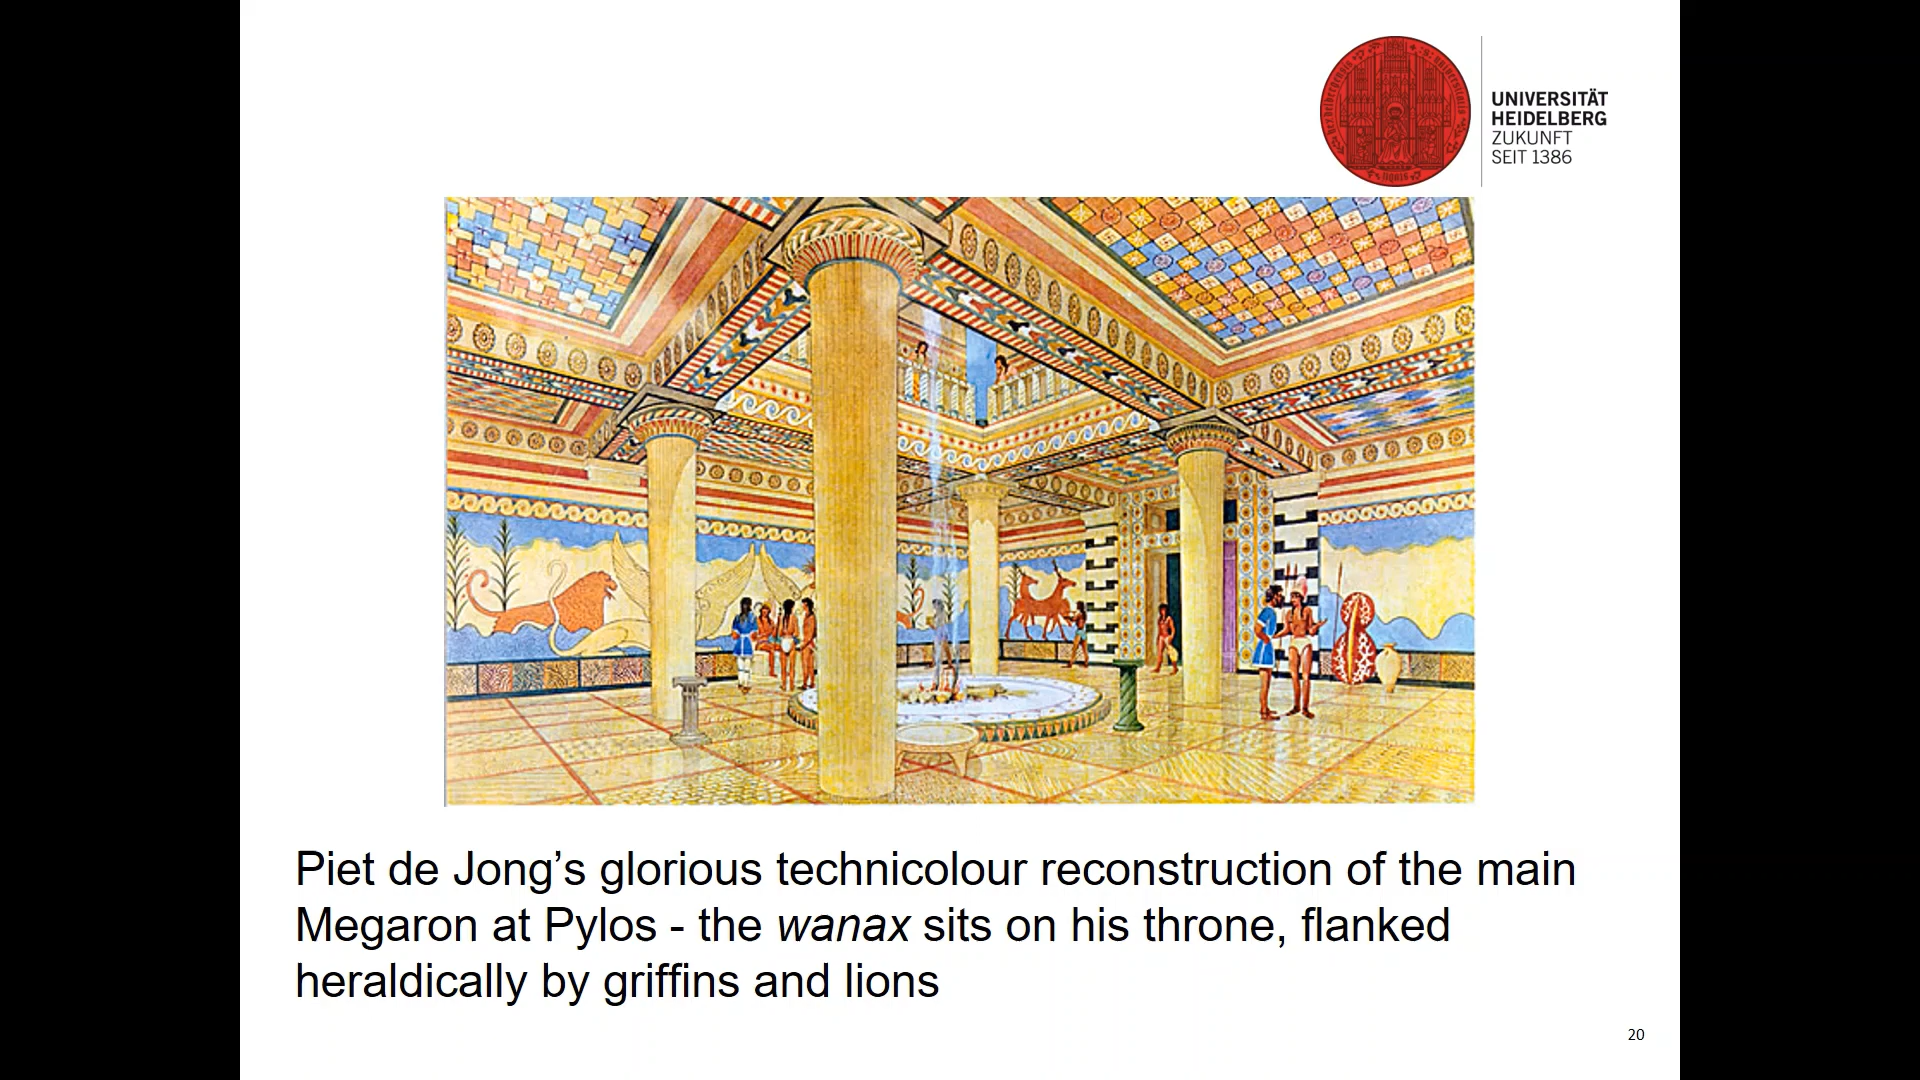 UNIVERSITÄT
HEIDELBERG
ZUKUNFT
SEIT 1386
Piet de Jong’s glorious technicolour reconstruction of the main
Megaron at Pylos - the wanax sits on his throne, flanked
heraldically by griffins and lions
20